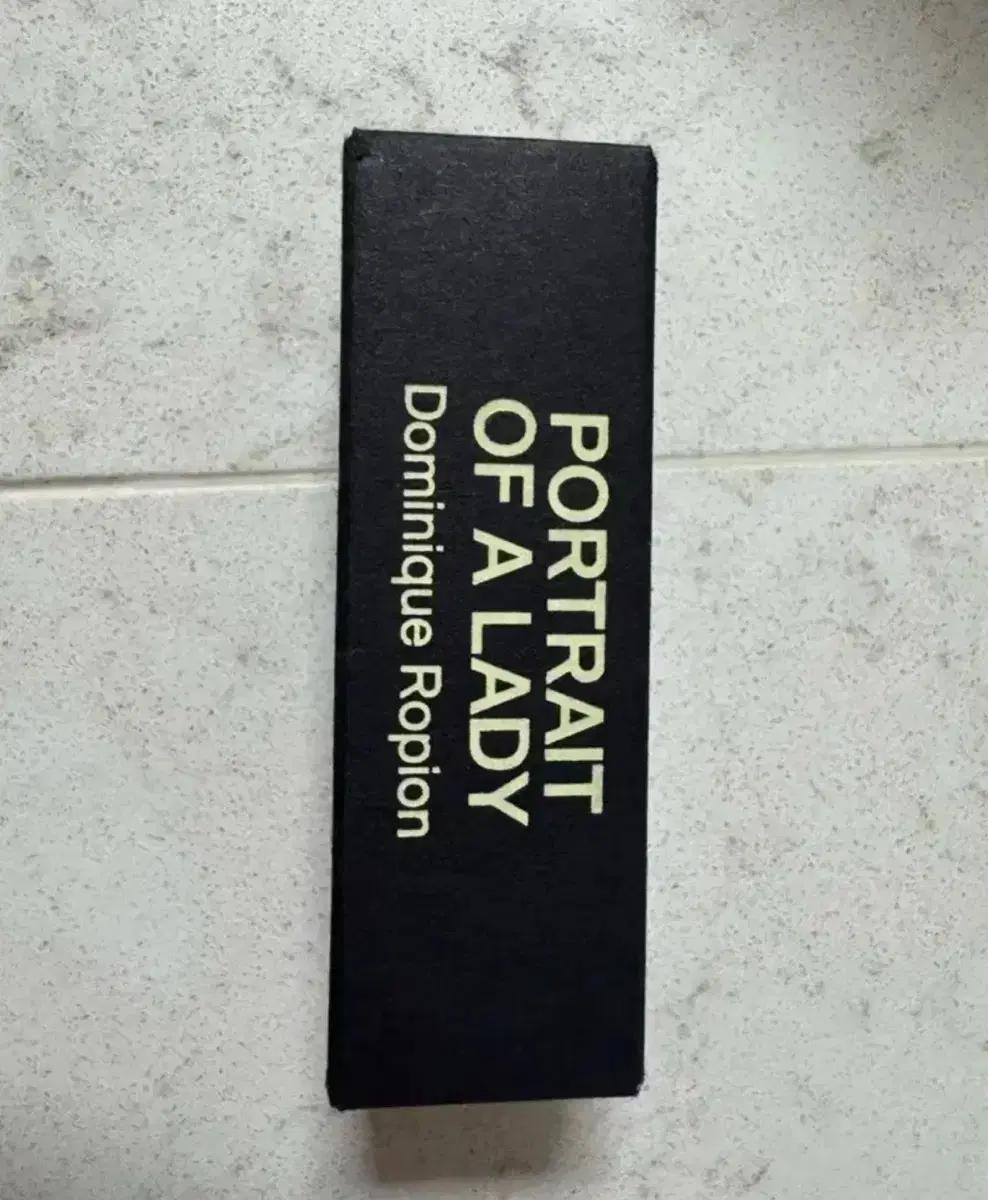 PORTRAIT
OF A LADY
Dominique Ropion